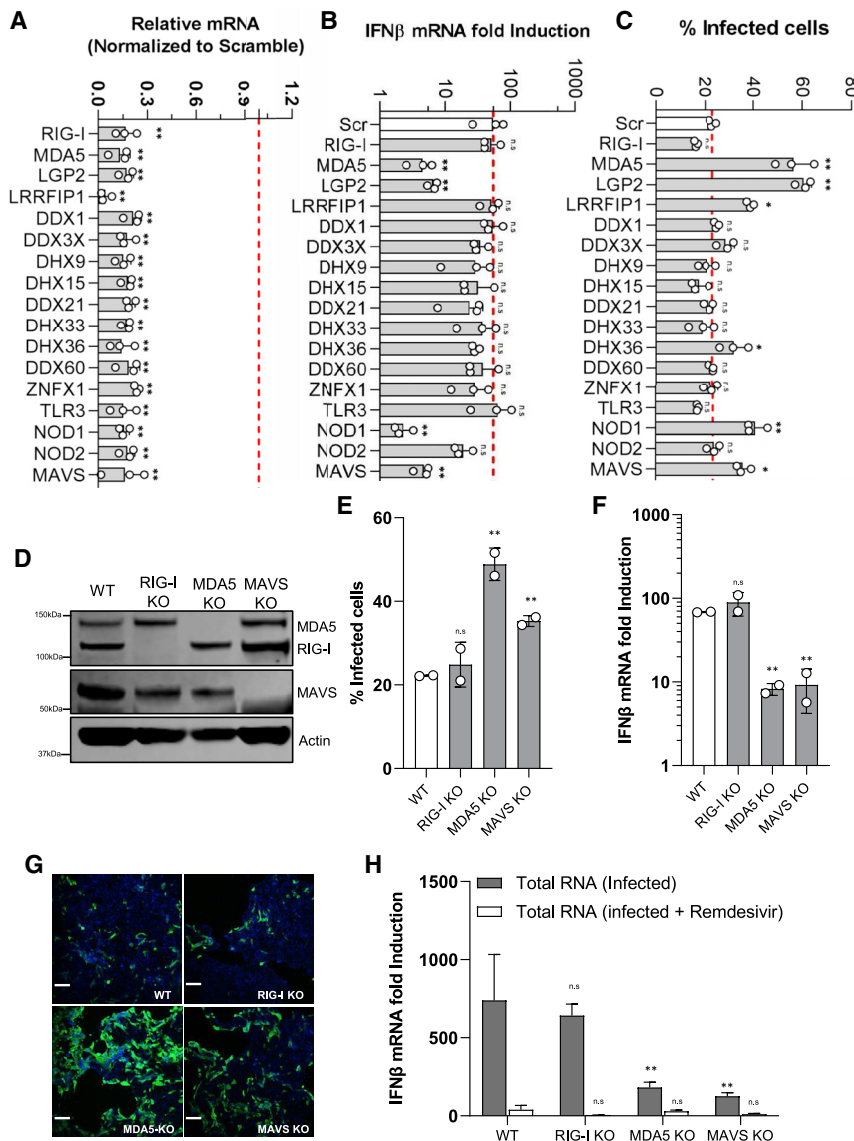 A
Relative mRNA
(Normalized to Scramble)
0.0
0.3
0.6
0.9
1.2
RIG-I
**
MDA5
**
LGP2
**
LRRFIP1
**
DDX1
**
DDX3X
**
DHX9
**
DHX15
**
DDX21
**
DHX33
**
DHX36
**
DDX60
**
ZNFX1
**
TLR3
**
NOD1
**
NOD2
**
MAVS
**
B
IFNβ mRNA fold Induction
1
10
100
1000
Scr
RIG-I
n.s
MDA5
**
LGP2
**
LRRFIP1
n.s
DDX1
n.s
DDX3X
n.s
DHX9
n.s
DHX15
n.s
DDX21
n.s
DHX33
n.s
DHX36
n.s
DDX60
n.s
ZNFX1
n.s
TLR3
n.s
NOD1
**
NOD2
n.s
MAVS
**
C
% Infected cells
0
20
40
60
80
Scr
RIG-I
n.s
MDA5
**
LGP2
**
LRRFIP1
*
DDX1
n.s
DDX3X
n.s
DHX9
n.s
DHX15
n.s
DDX21
n.s
DHX33
n.s
DHX36
*
DDX60
n.s
ZNFX1
n.s
TLR3
n.s
NOD1
**
NOD2
n.s
MAVS
*
D
WT
RIG-I
KO
MDA5
KO
MAVS
KO
150kDa
MDA5
RIG-I
100kDa
MAVS
50kDa
Actin
37kDa
E
% Infected cells
60
40
20
0
n.s
**
**
WT
RIG-I KO
MDA5 KO
MAVS KO
F
IFNβ mRNA fold Induction
1000
100
10
1
n.s
**
**
WT
RIG-I KO
MDA5 KO
MAVS KO
G
WT
RIG-I KO
MDA5-KO
MAVS KO
H
IFNβ mRNA fold Induction
1500
1000
500
0
Total RNA (Infected)
Total RNA (infected + Remdesivir)
n.s
n.s
**
n.s
**
n.s
WT
RIG-I KO
MDA5 KO
MAVS KO